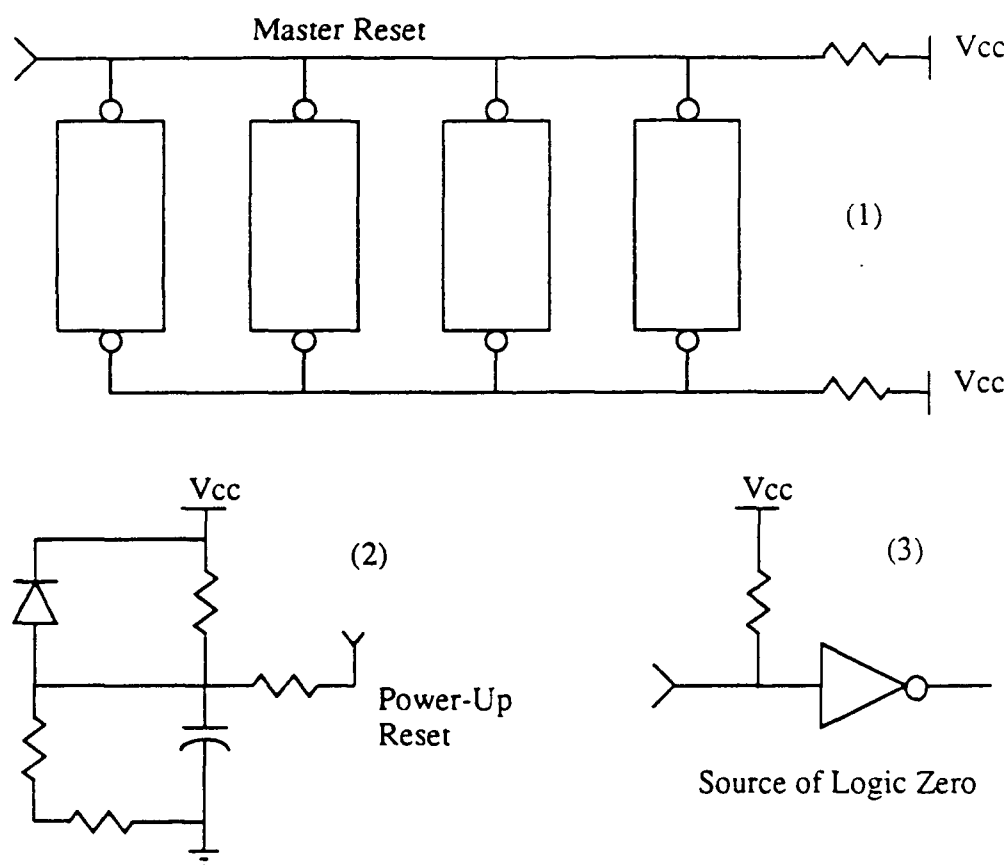 Master Reset
Vcc
(1)
Vcc
Vcc
(2)
Power-Up
Reset
Vcc
(3)
Source of Logic Zero